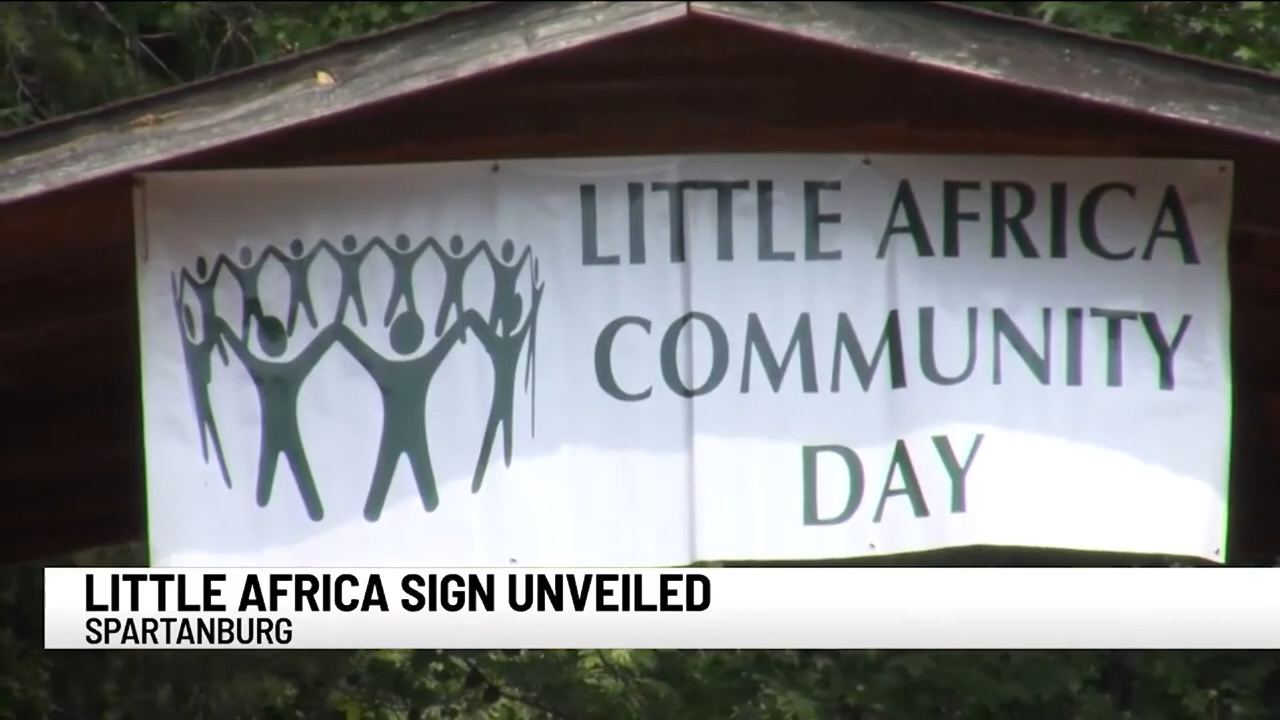 LITTLE AFRICA
COMMUNITY
DAY
LITTLE AFRICA SIGN UNVEILED
SPARTANBURG